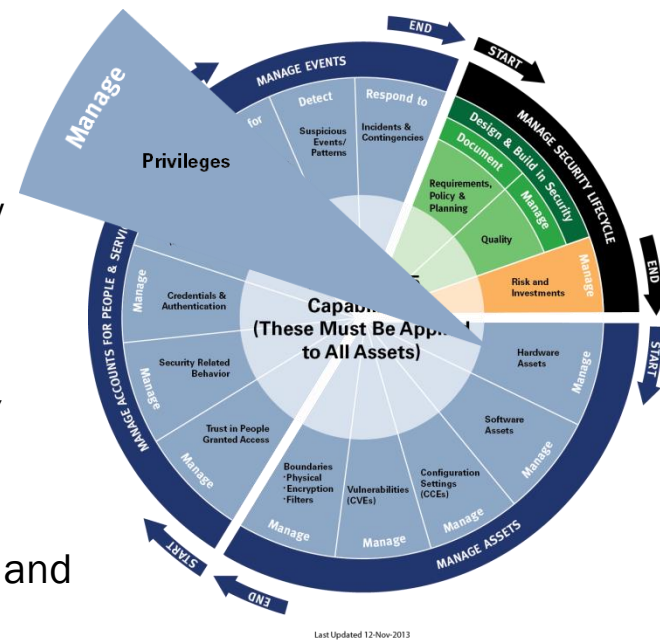 END
START
MANAGE EVENTS
Manage
Privileges
for
Detect
Suspicious
Events/
Patterns
Respond to
Incidents &
Contingencies
MANAGE SECURITY LIFECYCLE
Design & Build in Security
Document
Requirements,
Policy &
Planning
Manage
Quality
Manage
Risk and
Investments
END
START
(These Must Be Applied
to All Assets)
Manage
Hardware
Assets
Manage
Software
Assets
Manage
Configuration
Settings
(CCEs)
Manage
Vulnerabilities
(CVEs)
Manage
Boundaries
•Physical
•Encryption
•Filters
Manage
MANAGE ASSETS
END
START
MANAGE ACCOUNTS FOR PEOPLE &
Manage
Credentials &
Authentication
Manage
Security Related
Behavior
Manage
Trust in People
Granted Access
Manage
y
and
Last Updated 12-Nov-2013